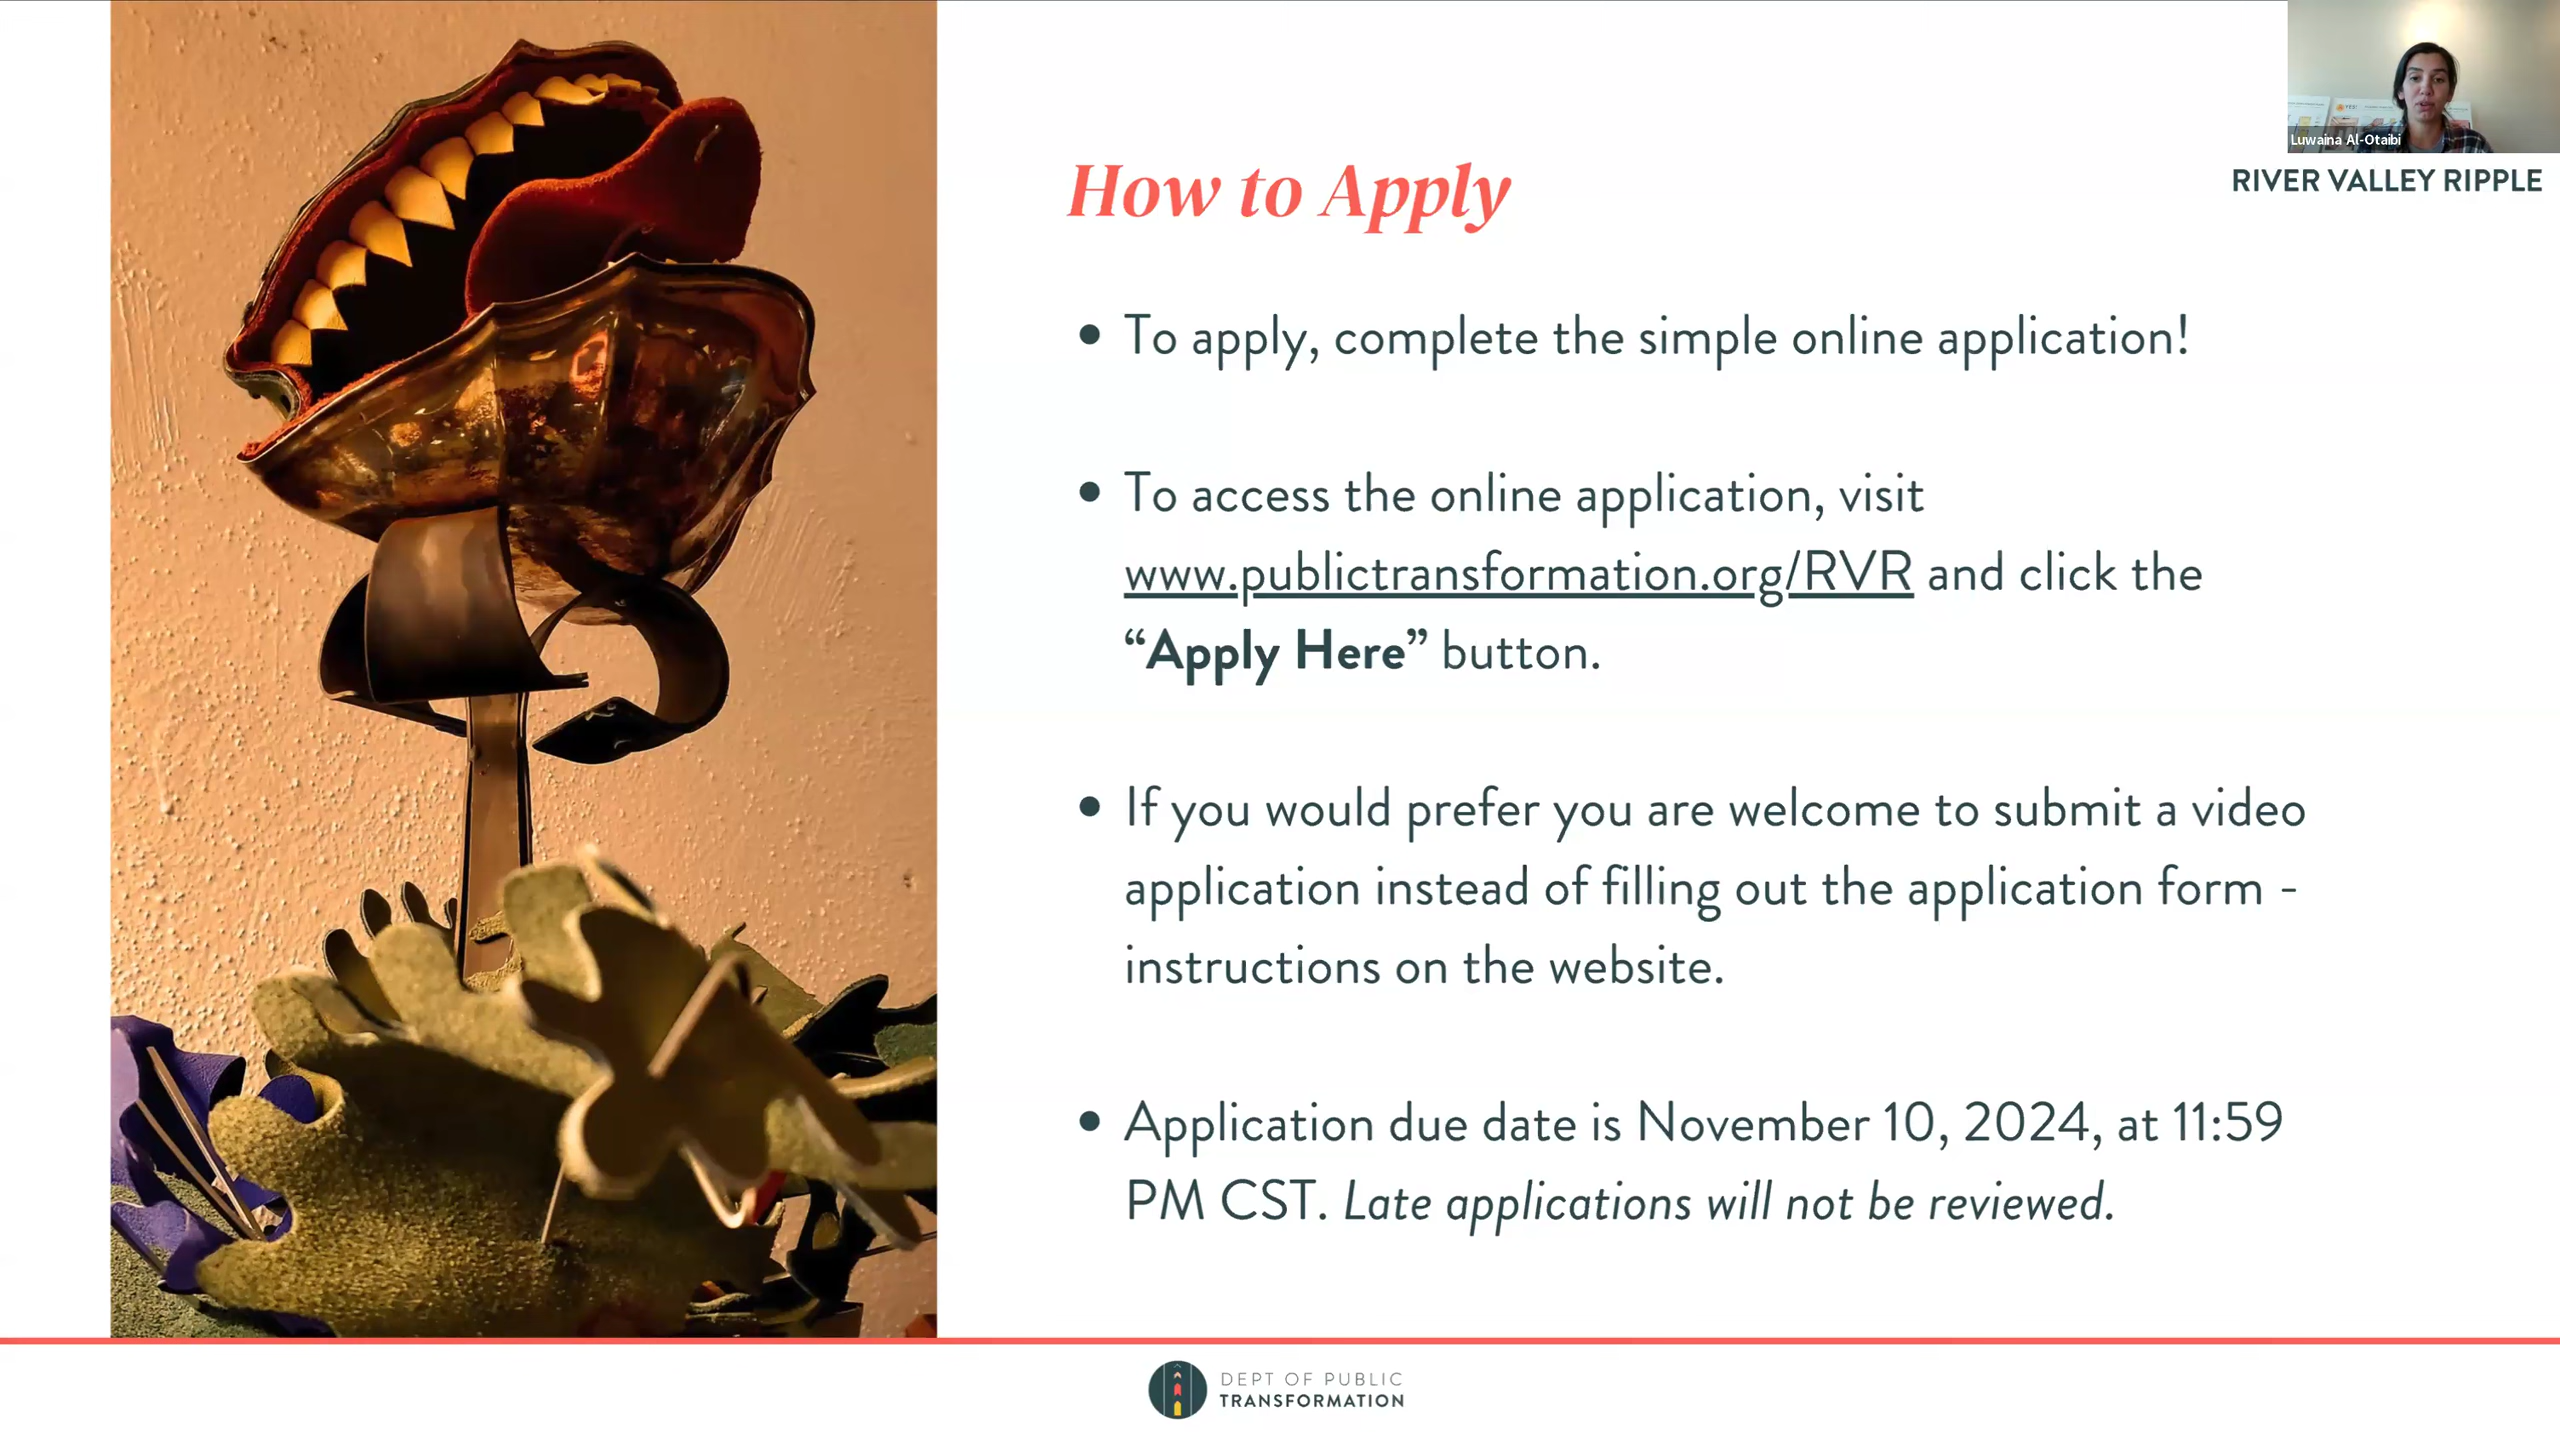 Luwaina Al-Otaibi
RIVER VALLEY RIPPLE
How to Apply
• To apply, complete the simple online application!
• To access the online application, visit
www.publictransformation.org/RVR and click the
“Apply Here” button.
• If you would prefer you are welcome to submit a video
application instead of filling out the application form -
instructions on the website.
• Application due date is November 10, 2024, at 11:59
PM CST. Late applications will not be reviewed.
DEPT OF PUBLIC
TRANSFORMATION